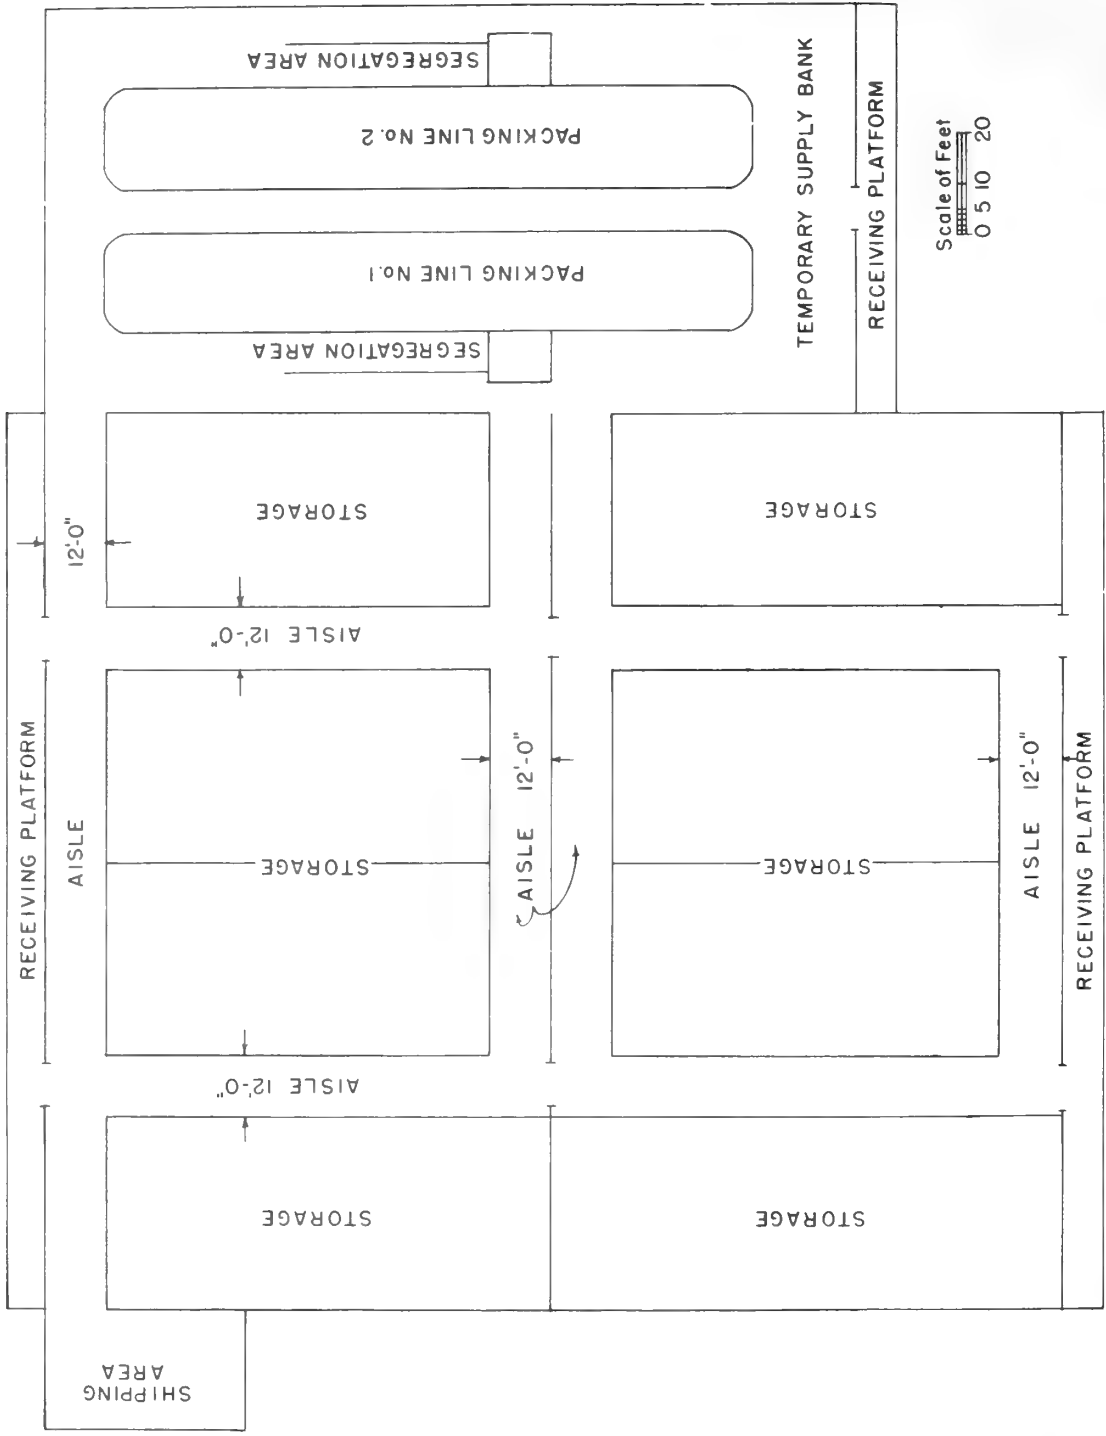 SEGREGATION AREA
PACKING LINE No. 2
PACKING LINE No. 1
SEGREGATION AREA
TEMPORARY SUPPLY BANK
RECEIVING PLATFORM
Scale of Feet
0 5 10 20
STORAGE
STORAGE
12'-0"
AISLE 12'-0"
RECEIVING PLATFORM
AISLE
STORAGE
AISLE 12'-0"
STORAGE
AISLE 12'-0"
RECEIVING PLATFORM
AISLE 12'-0"
STORAGE
STORAGE
SHIPPING
AREA